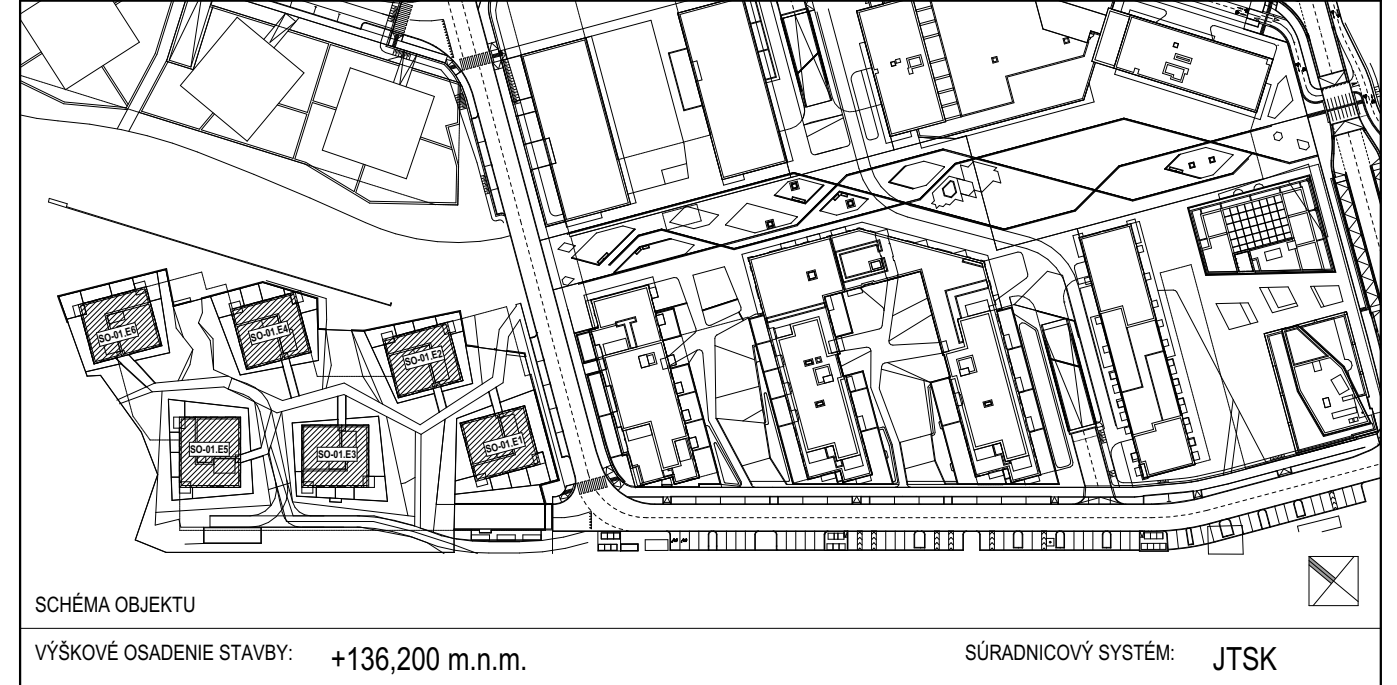 SO-01.E6
SO-01.E4
SO-01.E2
SO-01.E5
SO-01.E3
SO-01.E1
SCHÉMA OBJEKTU
VÝŠKOVÉ OSADENIE STAVBY: +136,200 m.n.m. SÚRADNICOVÝ SYSTÉM: JTSK